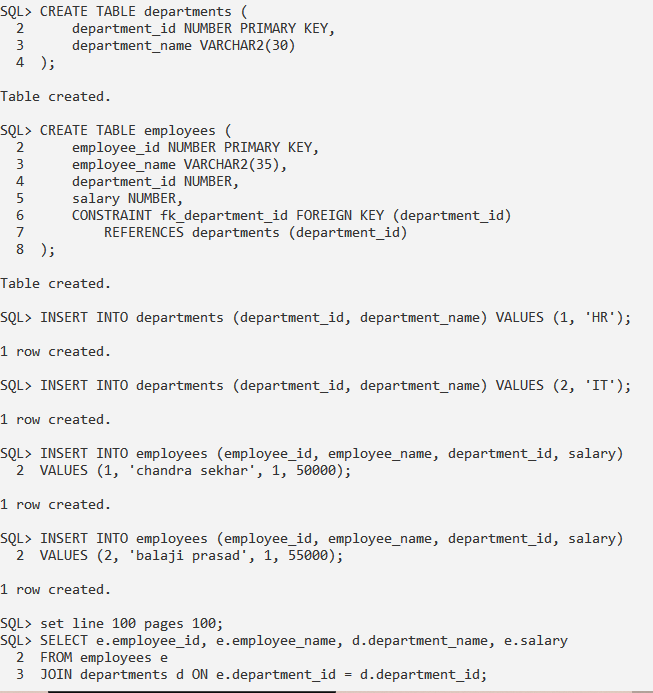 SQL> CREATE TABLE departments (
  2      department_id NUMBER PRIMARY KEY,
  3      department_name VARCHAR2(30)
  4  );
Table created.
SQL> CREATE TABLE employees (
  2      employee_id NUMBER PRIMARY KEY,
  3      employee_name VARCHAR2(35),
  4      department_id NUMBER,
  5      salary NUMBER,
  6      CONSTRAINT fk_department_id FOREIGN KEY (department_id)
  7          REFERENCES departments (department_id)
  8  );
Table created.
SQL> INSERT INTO departments (department_id, department_name) VALUES (1, 'HR');
1 row created.
SQL> INSERT INTO departments (department_id, department_name) VALUES (2, 'IT');
1 row created.
SQL> INSERT INTO employees (employee_id, employee_name, department_id, salary)
  2  VALUES (1, 'chandra sekhar', 1, 50000);
1 row created.
SQL> INSERT INTO employees (employee_id, employee_name, department_id, salary)
  2  VALUES (2, 'balaji prasad', 1, 55000);
1 row created.
SQL> set line 100 pages 100;
SQL> SELECT e.employee_id, e.employee_name, d.department_name, e.salary
  2  FROM employees e
  3  JOIN departments d ON e.department_id = d.department_id;